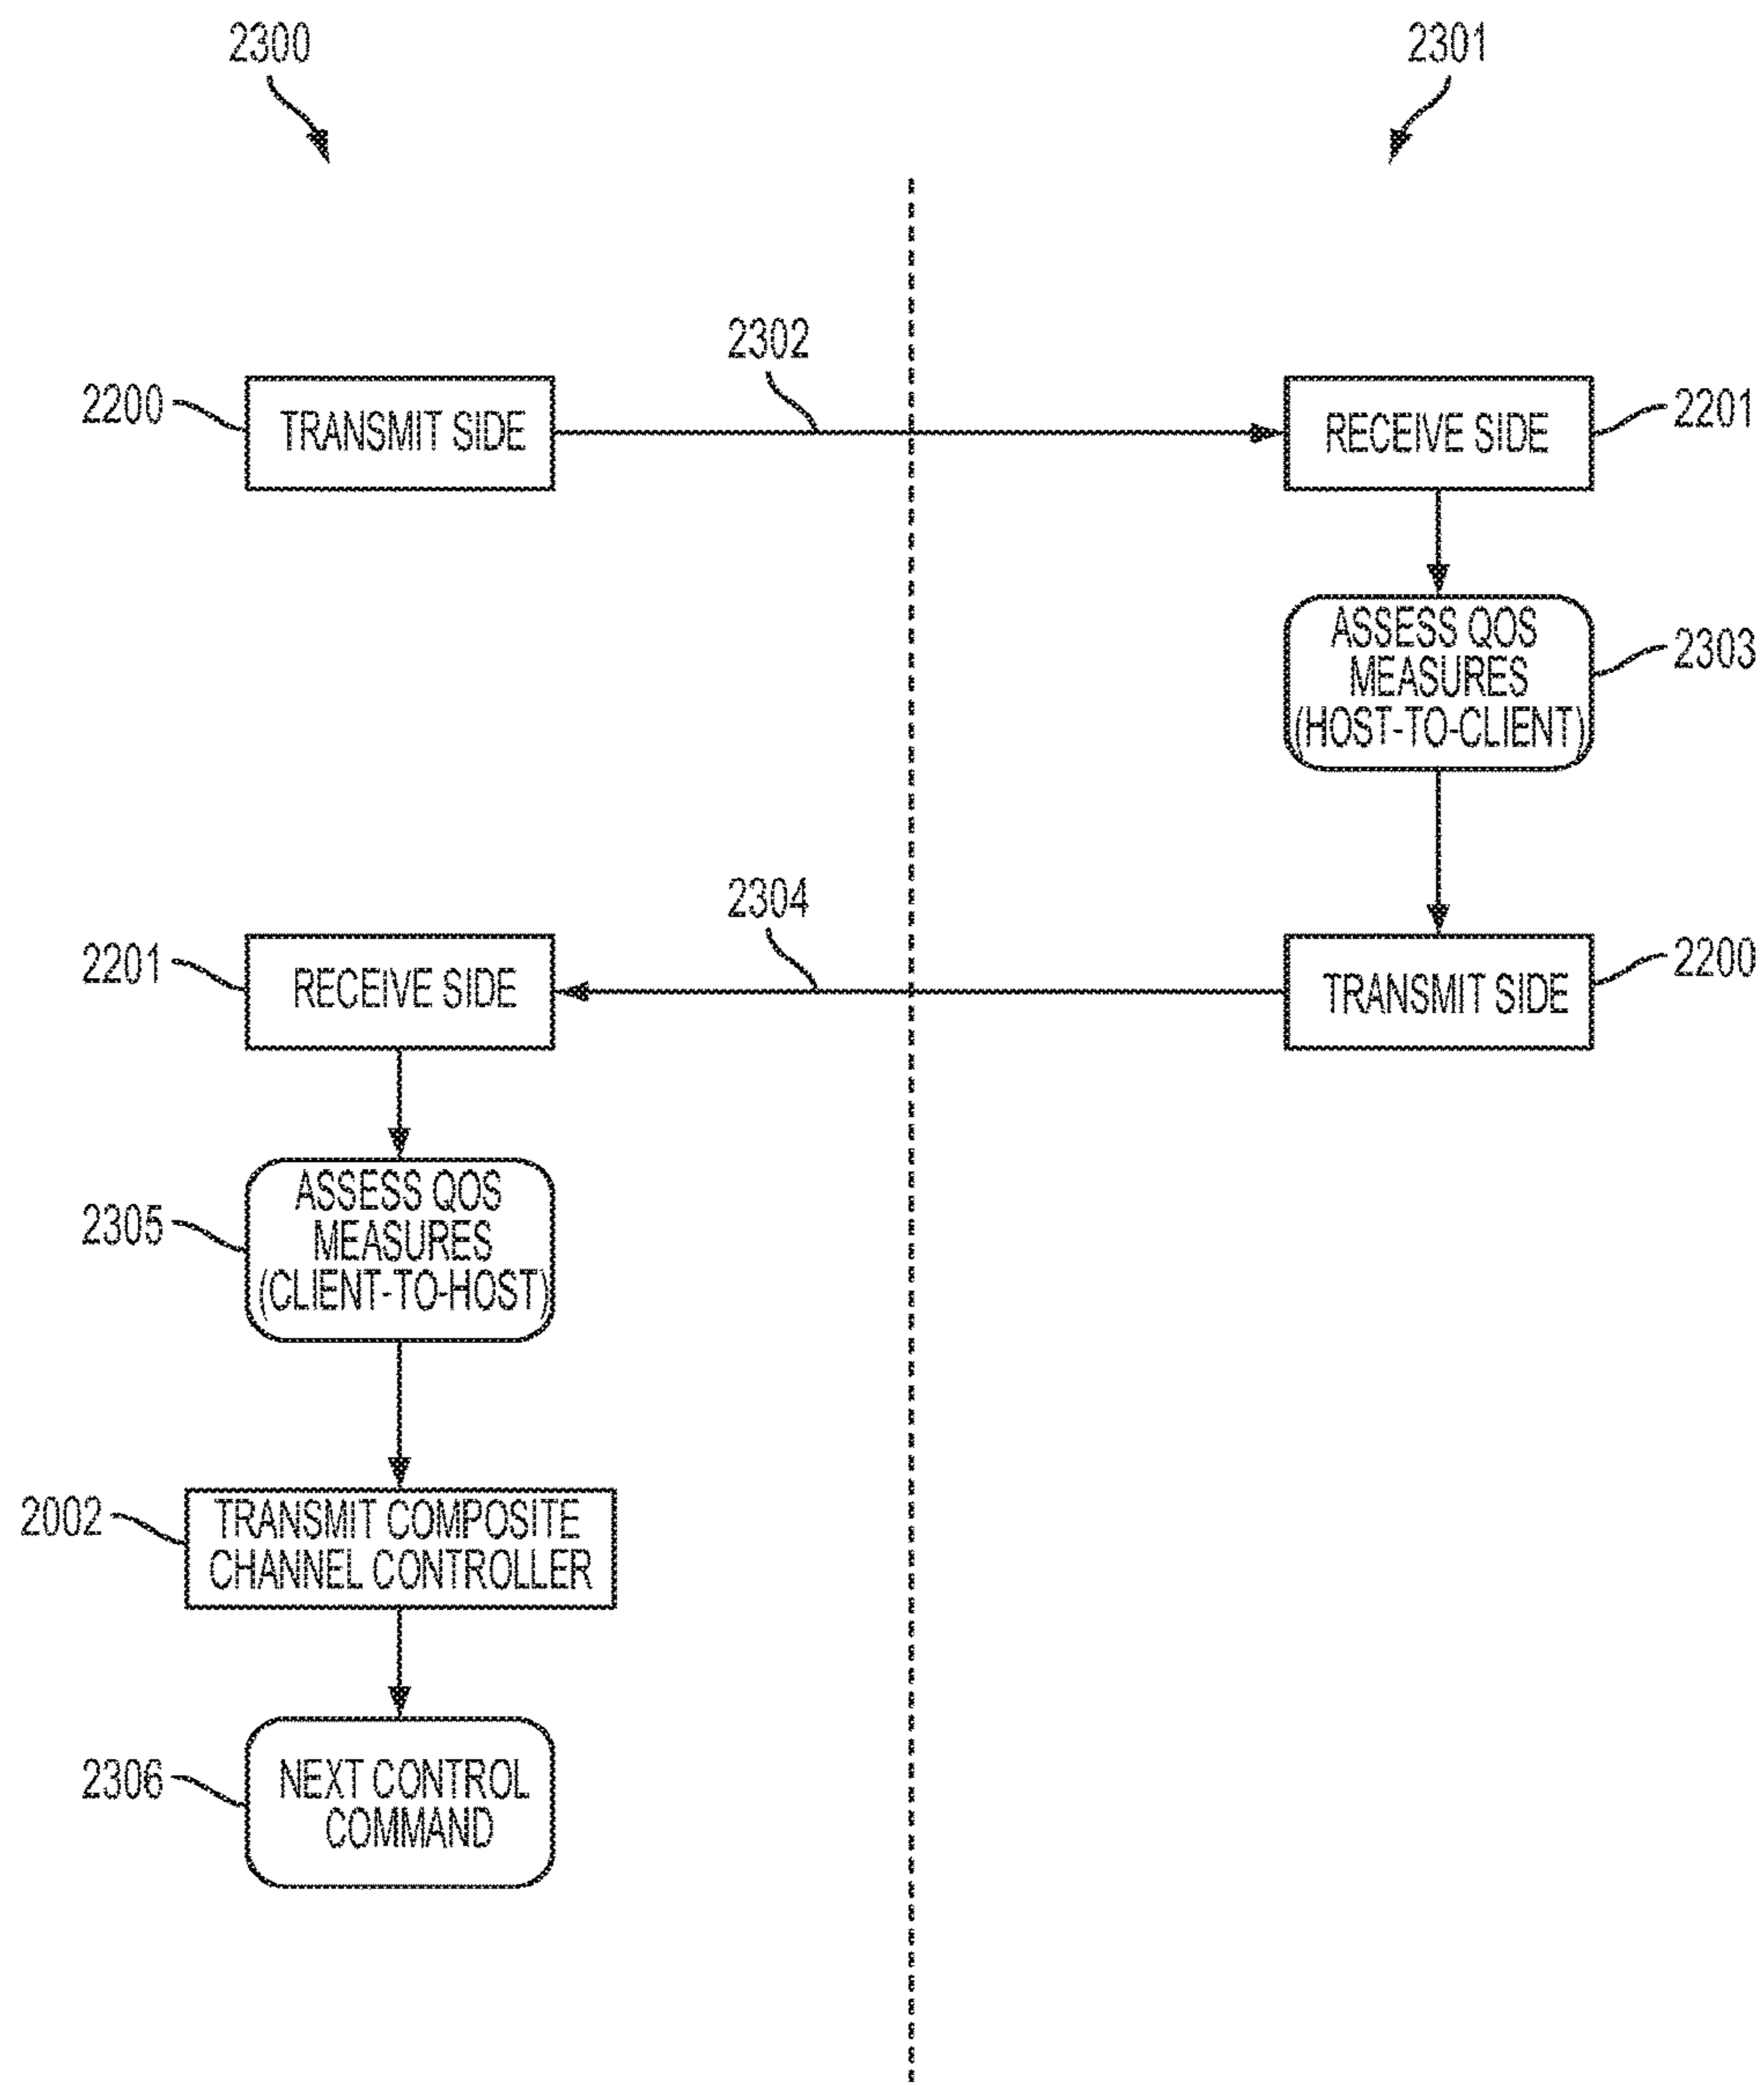 2300
2301
2302
2200
TRANSMIT SIDE
RECEIVE SIDE
2201
ASSESS QOS
MEASURES
(HOST-TO-CLIENT)
2303
2304
2201
RECEIVE SIDE
TRANSMIT SIDE
2200
2305
ASSESS QOS
MEASURES
(CLIENT-TO-HOST)
2002
TRANSMIT COMPOSITE
CHANNEL CONTROLLER
2306
NEXT CONTROL
COMMAND